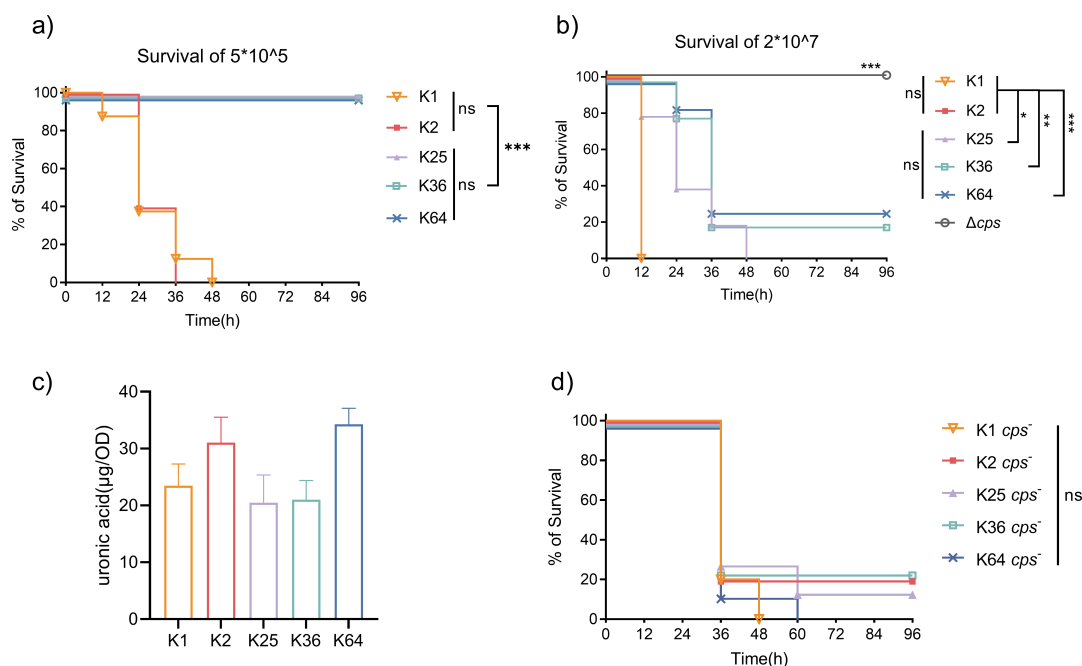 a)
Survival of 5*10^5
% of Survival
100
80
60
40
20
0
0 12 24 36 48 60 72 84 96
Time(h)
K1
K2
K25
K36
K64
ns
ns
***
b)
Survival of 2*10^7
% of Survival
100
80
60
40
20
0
0 12 24 36 48 60 72 84 96
Time(h)
***
K1
K2
K25
K36
K64
Δcps
ns
ns
*
**
***
c)
uronic acid(μg/OD)
40
30
20
10
0
K1 K2 K25 K36 K64
d)
% of Survival
100
80
60
40
20
0
0 12 24 36 48 60 72 84 96
Time(h)
K1 cps⁻
K2 cps⁻
K25 cps⁻
K36 cps⁻
K64 cps⁻
ns